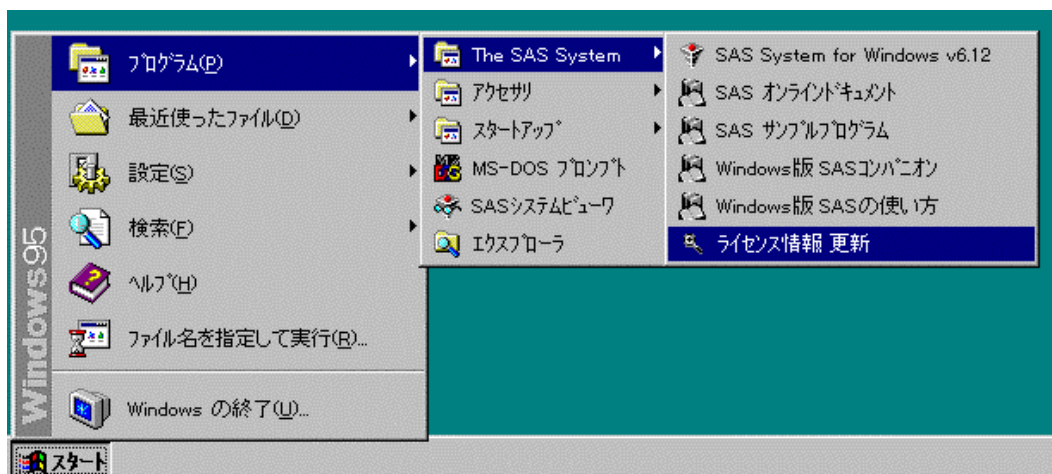 Windows95
プログラム(P)
最近使ったファイル(D)
設定(S)
検索(F)
ヘルプ(H)
ファイル名を指定して実行(R)...
Windows の終了(U)...
The SAS System
アクセサリ
スタートアップ
MS-DOS プロンプト
SASシステムビューワ
エクスプローラ
SAS System for Windows v6.12
SAS オンラインドキュメント
SAS サンプルプログラム
Windows版 SASコンパニオン
Windows版 SASの使い方
ライセンス情報 更新
スタート